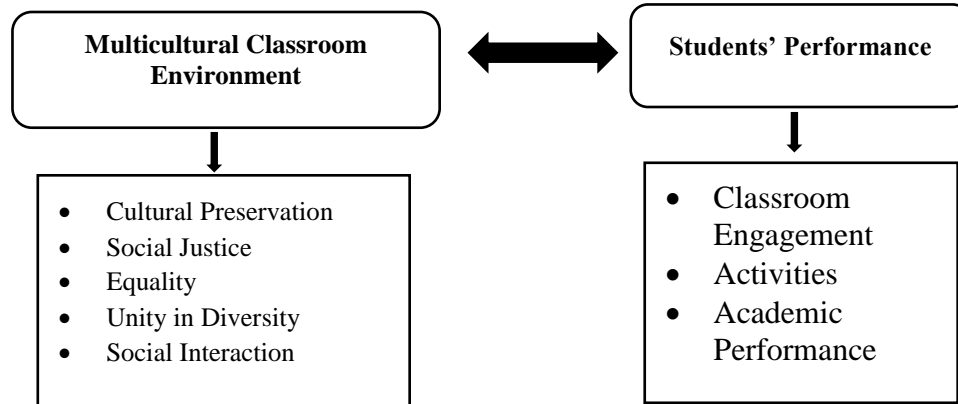 Multicultural Classroom
Environment
Students’ Performance
• Cultural Preservation
• Social Justice
• Equality
• Unity in Diversity
• Social Interaction
• Classroom
Engagement
• Activities
• Academic
Performance